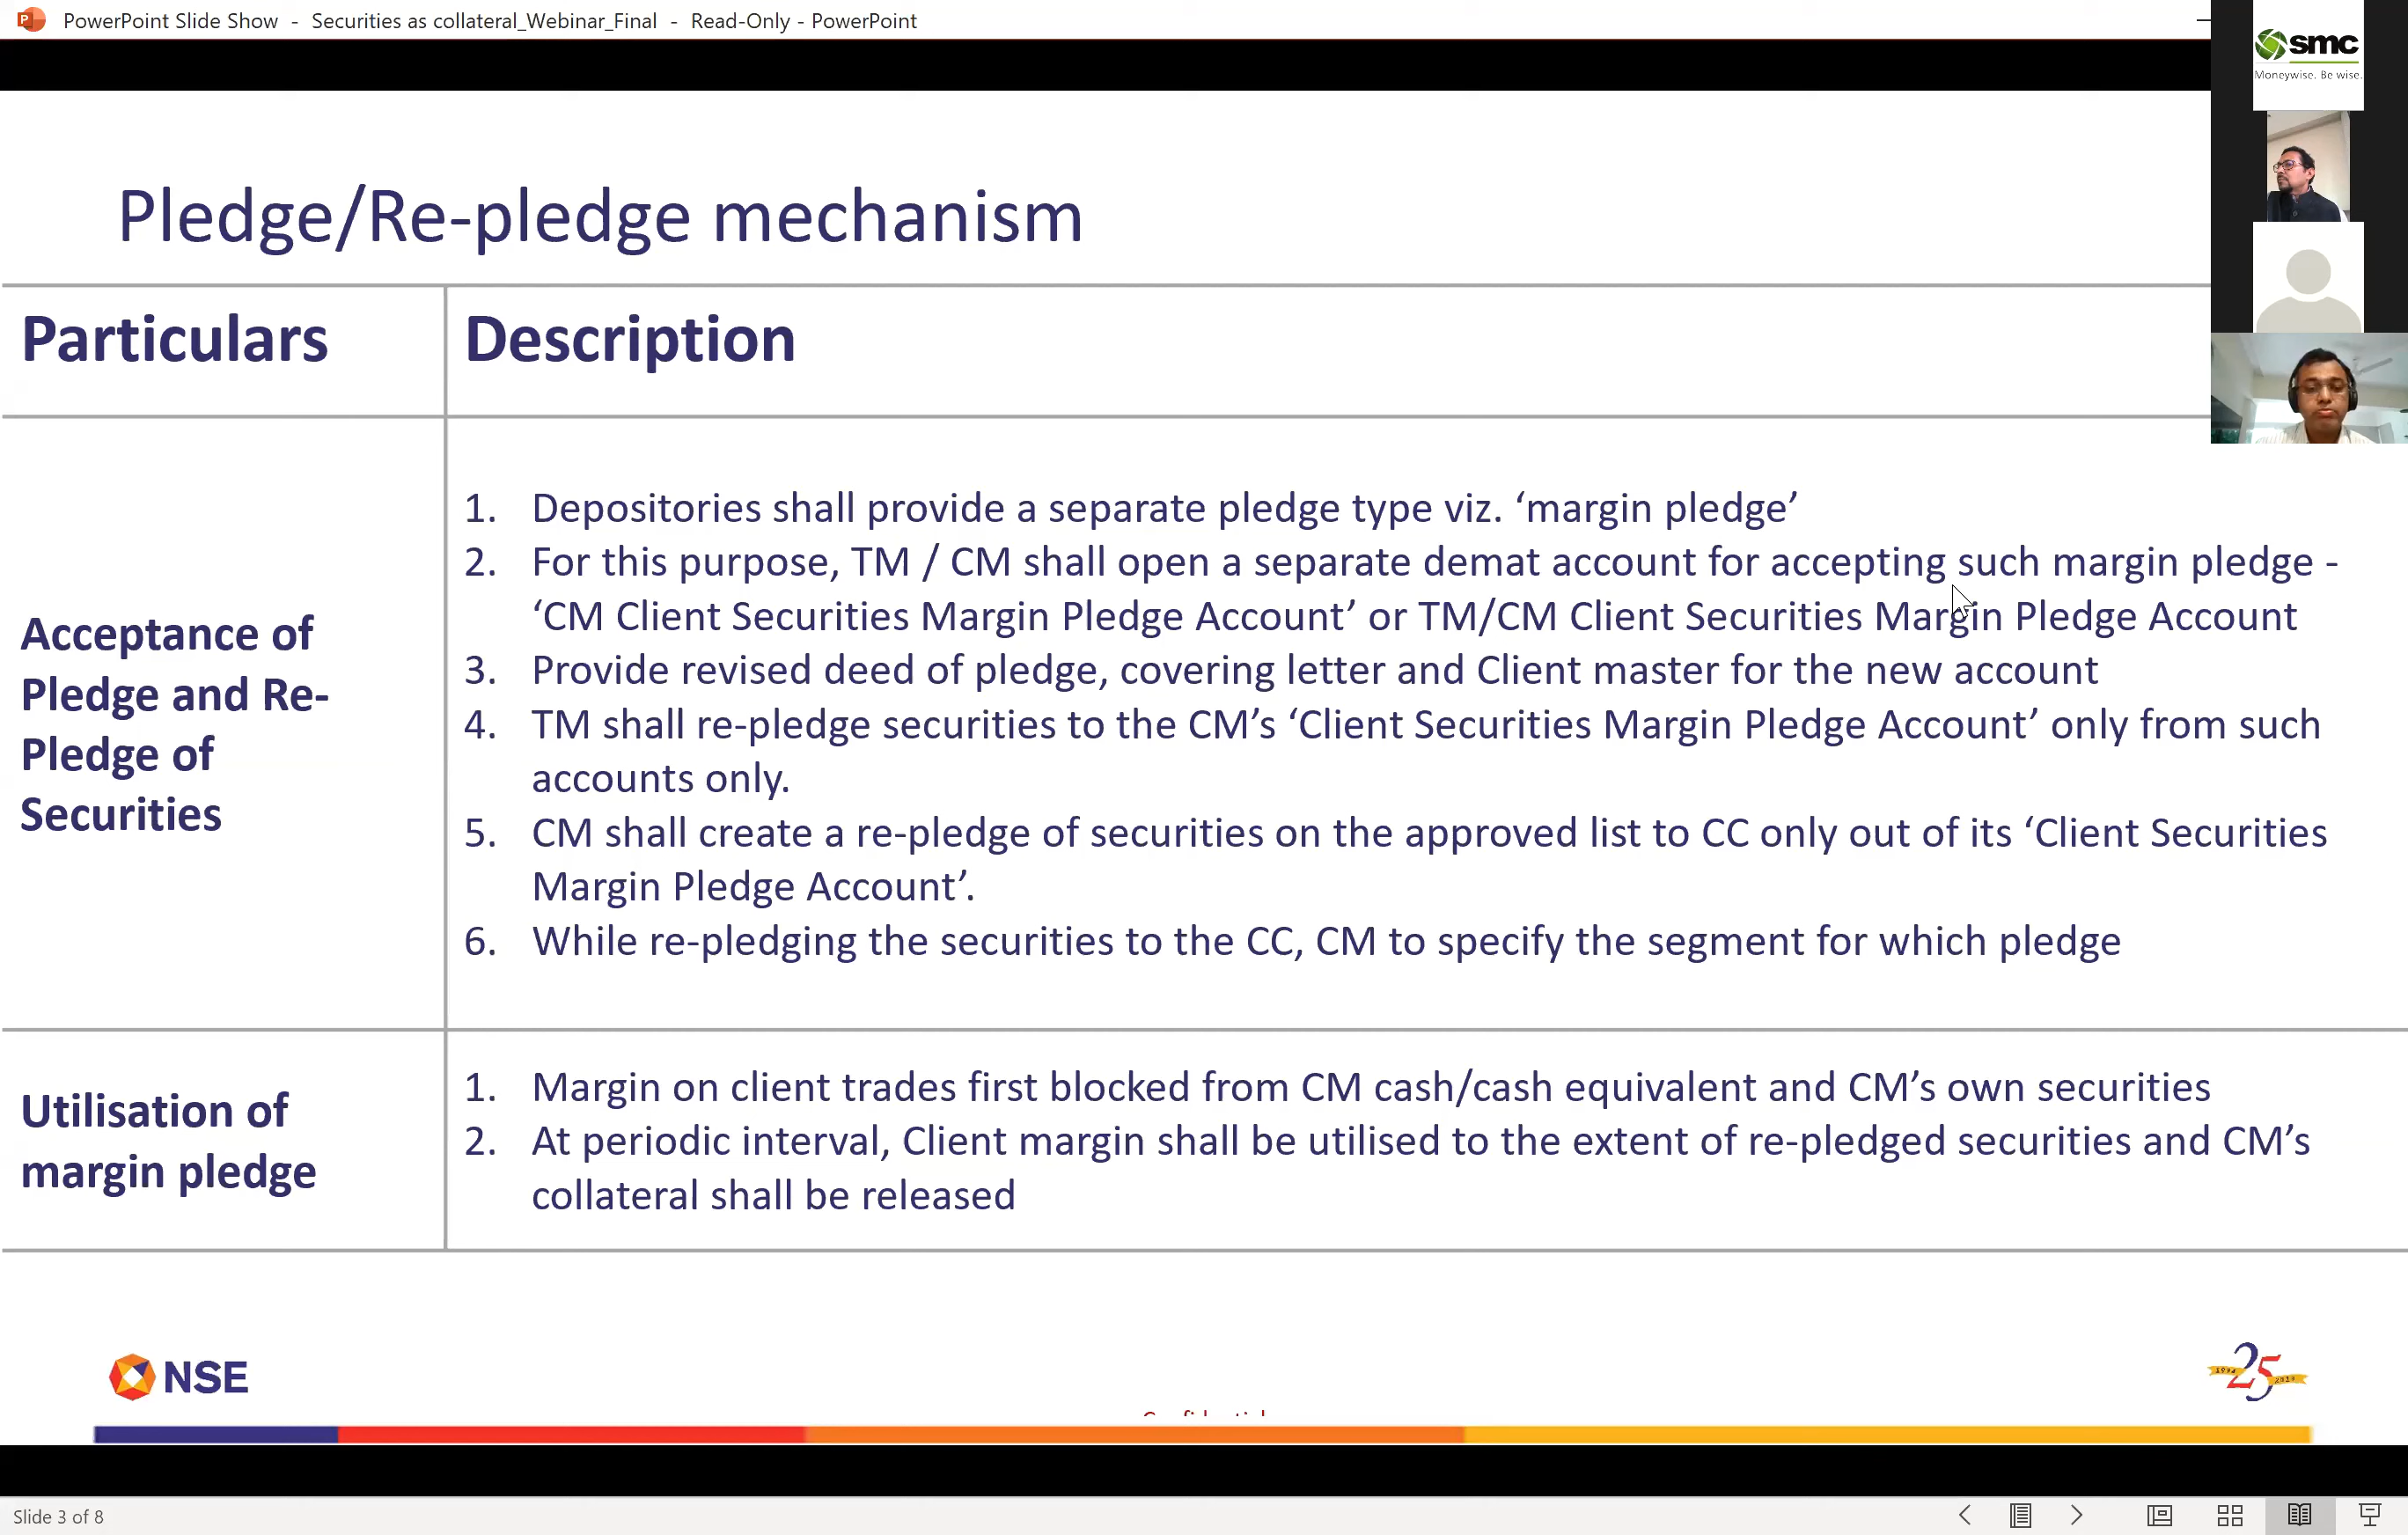 PowerPoint Slide Show - Securities as collateral_Webinar_Final - Read-Only - PowerPoint
smc
Moneywise. Be wise.
Pledge/Re-pledge mechanism
Particulars
Description
Acceptance of
Pledge and Re-
Pledge of
Securities
1. Depositories shall provide a separate pledge type viz. ‘margin pledge’
2. For this purpose, TM / CM shall open a separate demat account for accepting such margin pledge -
‘CM Client Securities Margin Pledge Account’ or TM/CM Client Securities Margin Pledge Account
3. Provide revised deed of pledge, covering letter and Client master for the new account
4. TM shall re-pledge securities to the CM’s ‘Client Securities Margin Pledge Account’ only from such
accounts only.
5. CM shall create a re-pledge of securities on the approved list to CC only out of its ‘Client Securities
Margin Pledge Account’.
6. While re-pledging the securities to the CC, CM to specify the segment for which pledge
Utilisation of
margin pledge
1. Margin on client trades first blocked from CM cash/cash equivalent and CM’s own securities
2. At periodic interval, Client margin shall be utilised to the extent of re-pledged securities and CM’s
collateral shall be released
NSE
25
Slide 3 of 8